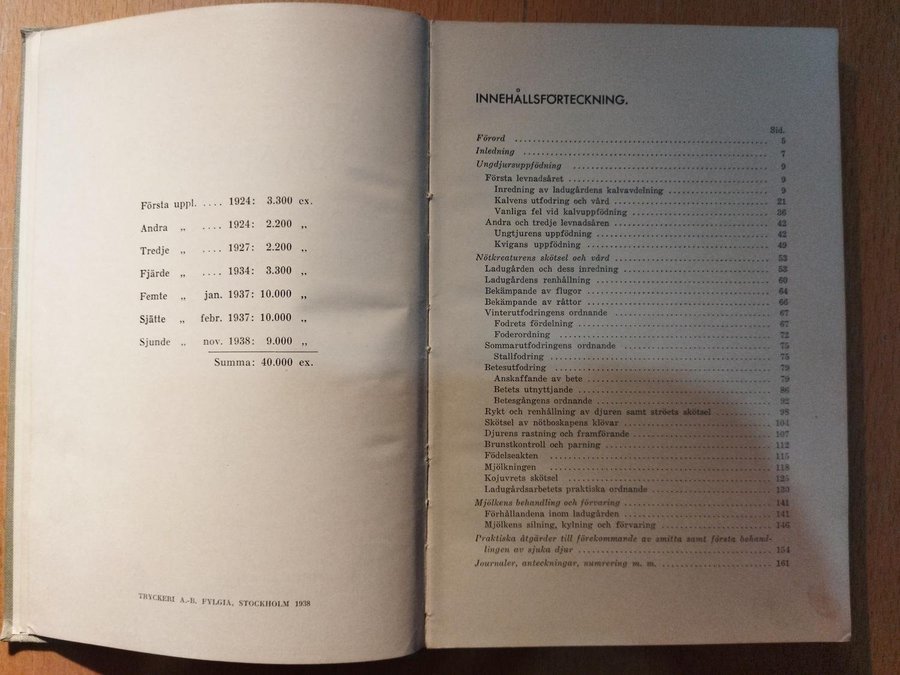 Första uppl. .... 1924: 3.300 ex.
Andra „ .... 1924: 2.200 „
Tredje „ .... 1927: 2.200 „
Fjärde „ .... 1934: 3.300 „
Femte „ jan. 1937: 10.000 „
Sjätte „ febr. 1937: 10.000 „
Sjunde „ nov. 1938: 9.000 „
Summa: 40.000 ex.
TRYCKERI A.-B. FYLGIA, STOCKHOLM 1938
INNEHÅLLSFÖRTECKNING.
Sid.
Förord 5
Inledning 7
Ungdjursuppfödning 9
Första levnadsåret 9
Inredning av ladugårdens kalvavdelning 9
Kalvens utfodring och vård 21
Vanliga fel vid kalvuppfödning 36
Andra och tredje levnadsåren 42
Ungtjurens uppfödning 42
Kvigans uppfödning 49
Nötkreaturens skötsel och vård 53
Ladugården och dess inredning 53
Ladugårdens renhållning 60
Bekämpande av flugor 64
Bekämpande av råttor 66
Vinterutfodringens ordnande 67
Fodrets fördelning 67
Foderordning 72
Sommarutfodringens ordnande 75
Stallfodring 75
Betesutfodring 79
Anskaffande av bete 79
Betets utnyttjande 86
Betesgångens ordnande 92
Rykt och renhållning av djuren samt ströets skötsel 98
Skötsel av nötboskapens klövar 104
Djurens rastning och framförande 107
Brunstkontroll och parning 112
Födelseakten 115
Mjölkningen 118
Kojuvrets skötsel 125
Ladugårdsarbetets praktiska ordnande 133
Mjölkens behandling och förvaring 141
Förhållandena inom ladugården 141
Mjölkens silning, kylning och förvaring 146
Praktiska åtgärder till förekommande av smitta samt första behand-
lingen av sjuka djur 154
Journaler, anteckningar, numrering m. m. 161